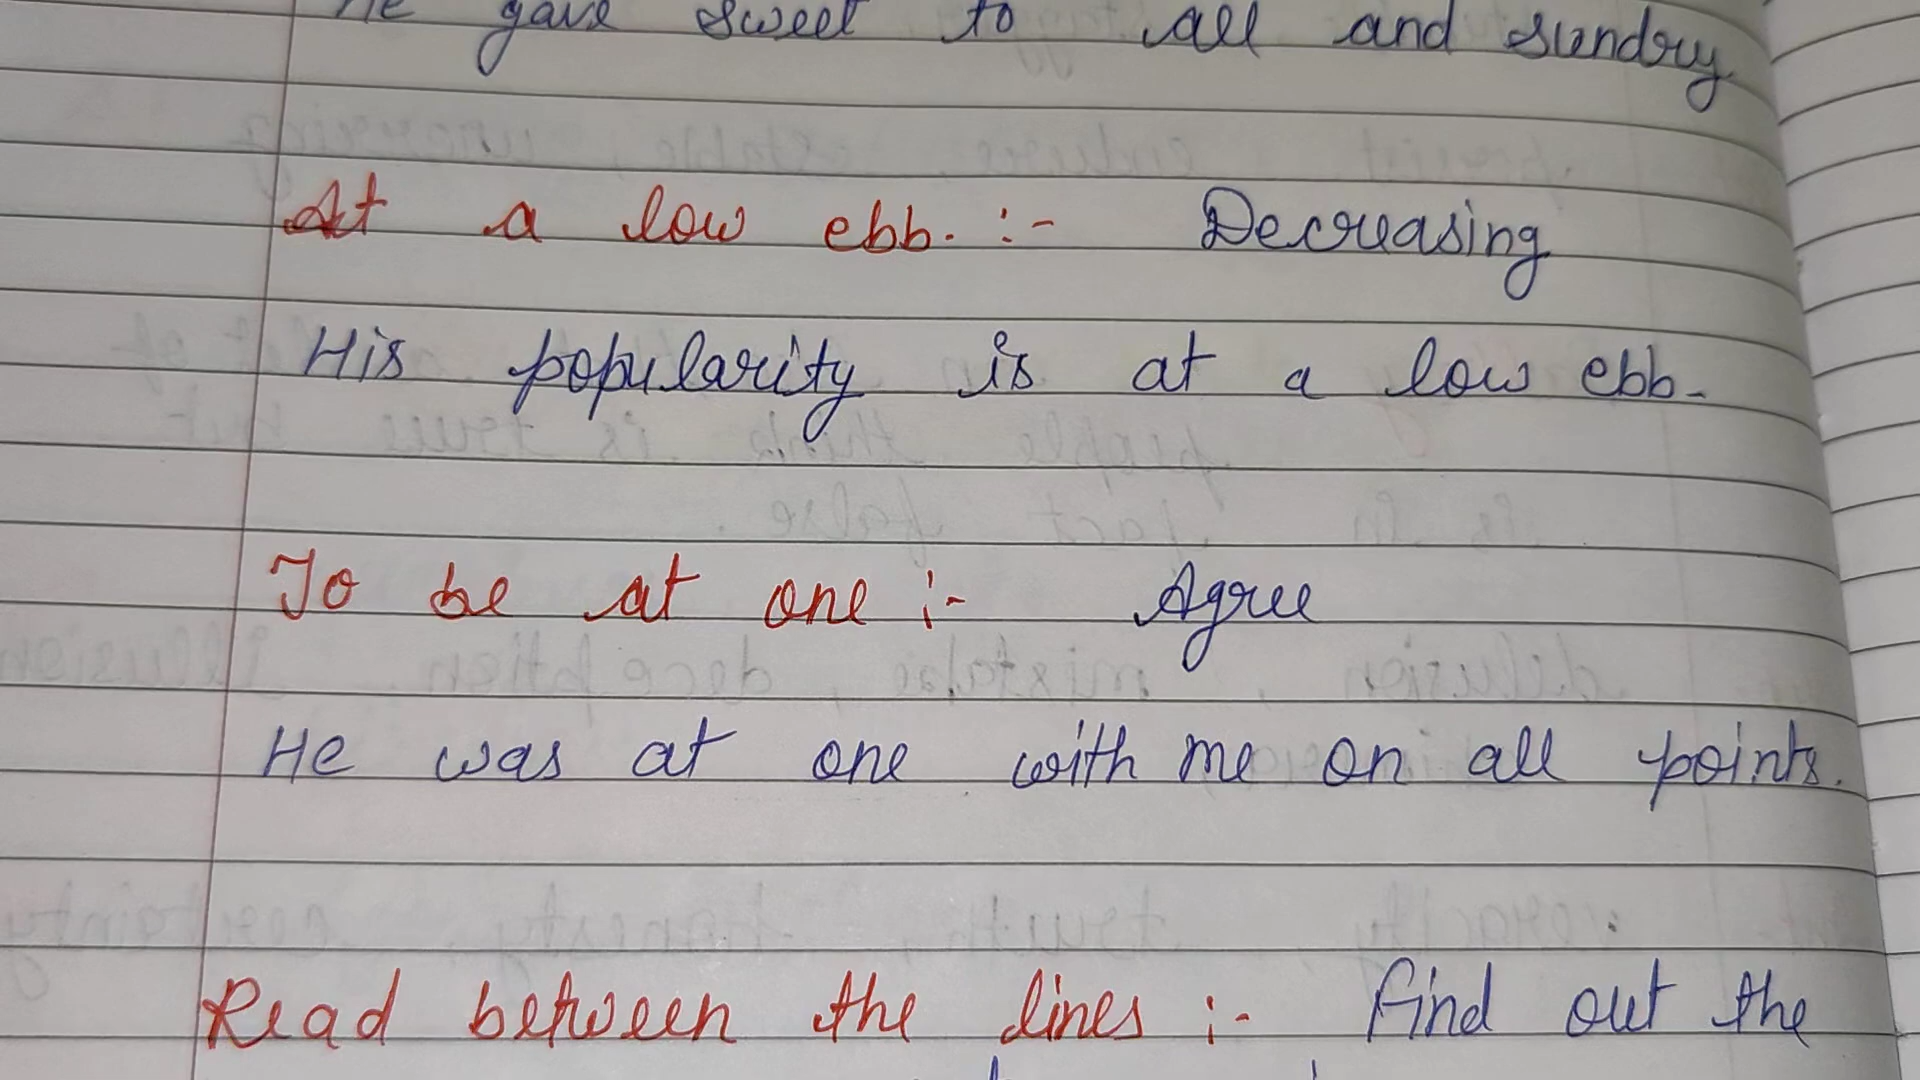 He gave sweet to all and sundry.
At a low ebb. :- Decreasing
His popularity is at a low ebb.
To be at one :- Agree
He was at one with me on all points.
Read between the lines :- find out the